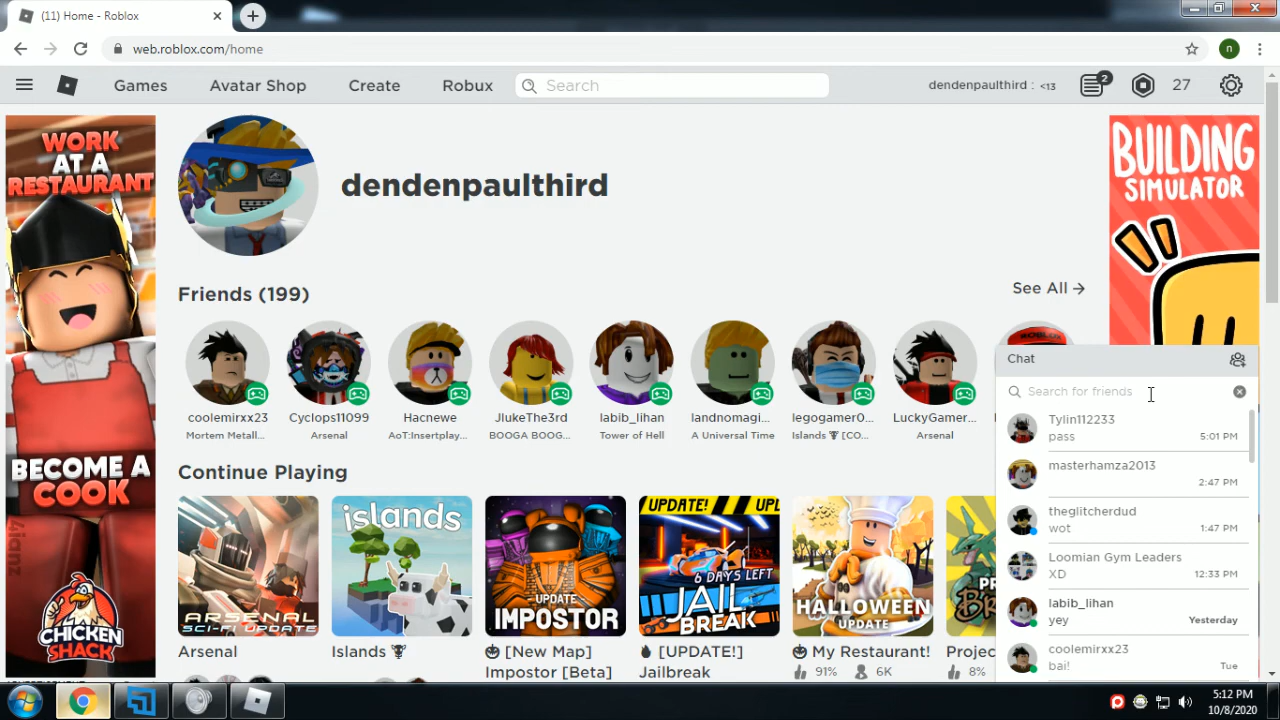 (11) Home - Roblox
web.roblox.com/home
n
Games
Avatar Shop
Create
Robux
Search
dendenpaulthird : <13
2
27
WORK
AT A
RESTAURANT
BECOME A
COOK
CHICKEN
SHACK
dendenpaulthird
BUILDING
SIMULATOR
Friends (199)
See All →
coolemirxx23
Mortem Metall...
Cyclops11099
Arsenal
Hacnewe
AoT:Insertplay...
JlukeThe3rd
BOOGA BOOG...
labib_lihan
Tower of Hell
landnomagi...
A Universal Time
legogamer0...
Islands 🏆 [CO...
LuckyGamer...
Arsenal
Continue Playing
ARSENAL
SCI-FI UPDATE
Arsenal
islands
Islands 🏆
UPDATE
IMPOSTOR
🎃 [New Map]
Impostor [Beta]
UPDATE!
6 DAYS LEFT
JAIL
BREAK
🔥 [UPDATE!]
Jailbreak
HALLOWEEN
UPDATE
🎃 My Restaurant!
91%
6K
PR
BR
Projec
8%
Chat
Search for friends
Tylin112233
pass
5:01 PM
masterhamza2013
2:47 PM
theglitcherdud
wot
1:47 PM
Loomian Gym Leaders
XD
12:33 PM
labib_lihan
yey
Yesterday
coolemirxx23
bai!
Tue
5:12 PM
10/8/2020